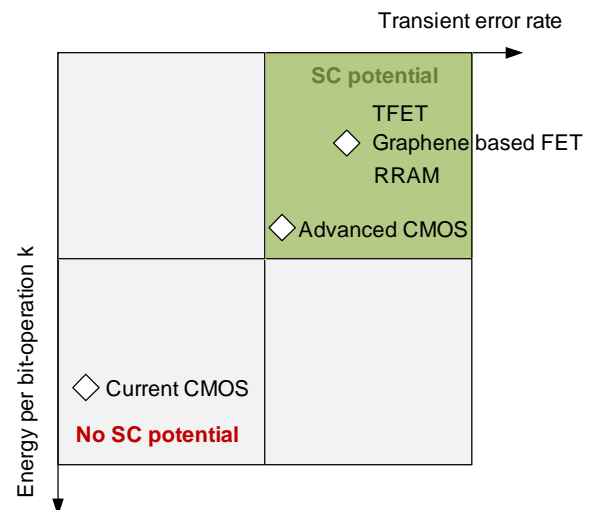 Transient error rate
SC potential
TFET
Graphene based FET
RRAM
Advanced CMOS
Energy per bit-operation k
Current CMOS
No SC potential